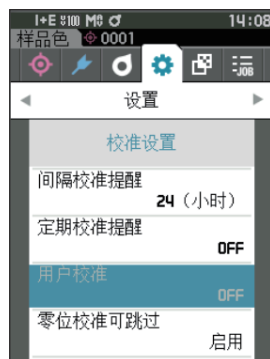 I+E M0 14:08
样品色 0001
JOB
设置
校准设置
间隔校准提醒
24（小时）
定期校准提醒
OFF
用户校准
OFF
零位校准可跳过
启用